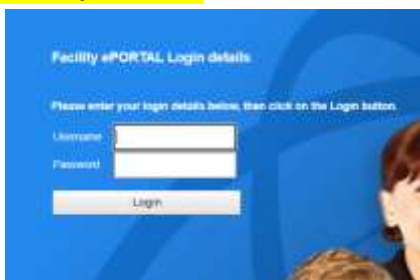 Facility ePORTAL Login details
Please enter your login details below, then click on the Login button.
Username
Password
Login